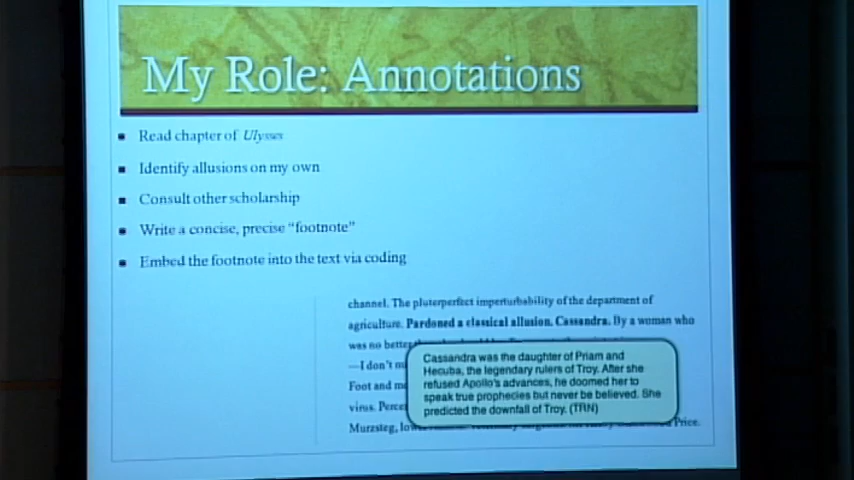 My Role: Annotations
Read chapter of Ulysses
Identify allusions on my own
Consult other scholarship
Write a concise, precise “footnote”
Embed the footnote into the text via coding
channel. The pluterperfect imperturbability of the department of
agriculture. Pardoned a classical allusion. Cassandra. By a woman who
was no better
—I don't m
Foot and m
virus. Perce
Murzsteg, lo
Price.
Cassandra was the daughter of Priam and
Hecuba, the legendary rulers of Troy. After she
refused Apollo's advances, he doomed her to
speak true prophecies but never be believed. She
predicted the downfall of Troy. (TRN)